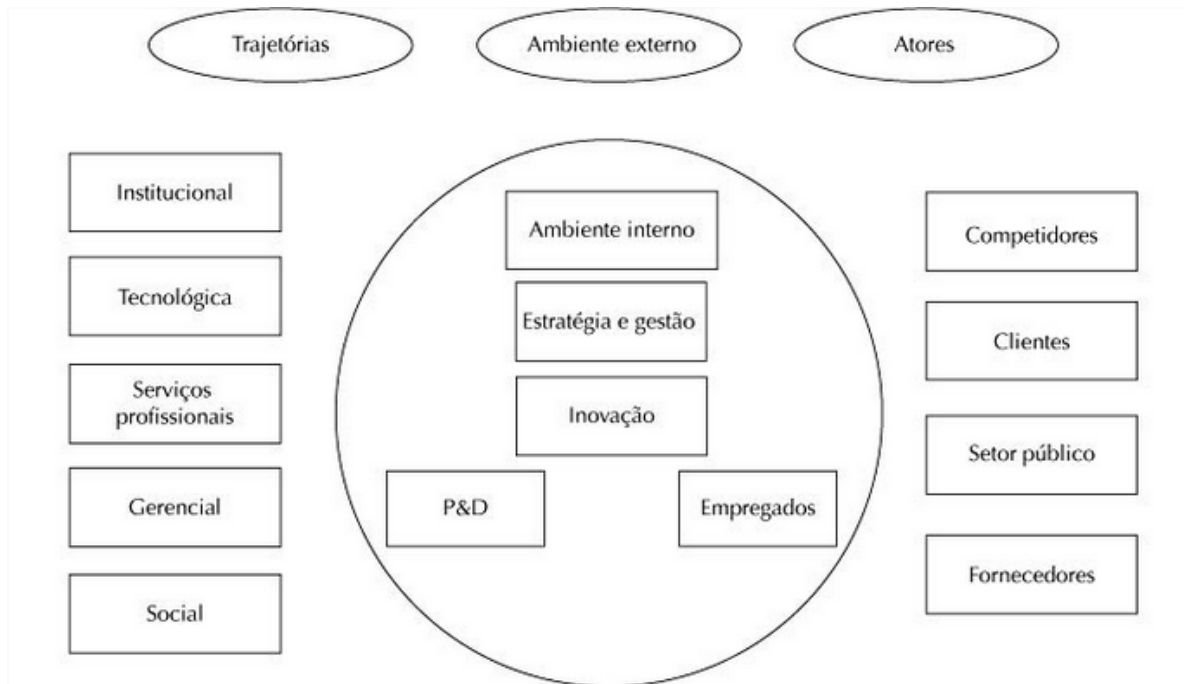 Trajetórias
Ambiente externo
Atores
Institucional
Tecnológica
Serviços
profissionais
Gerencial
Social
Ambiente interno
Estratégia e gestão
Inovação
P&D
Empregados
Competidores
Clientes
Setor público
Fornecedores